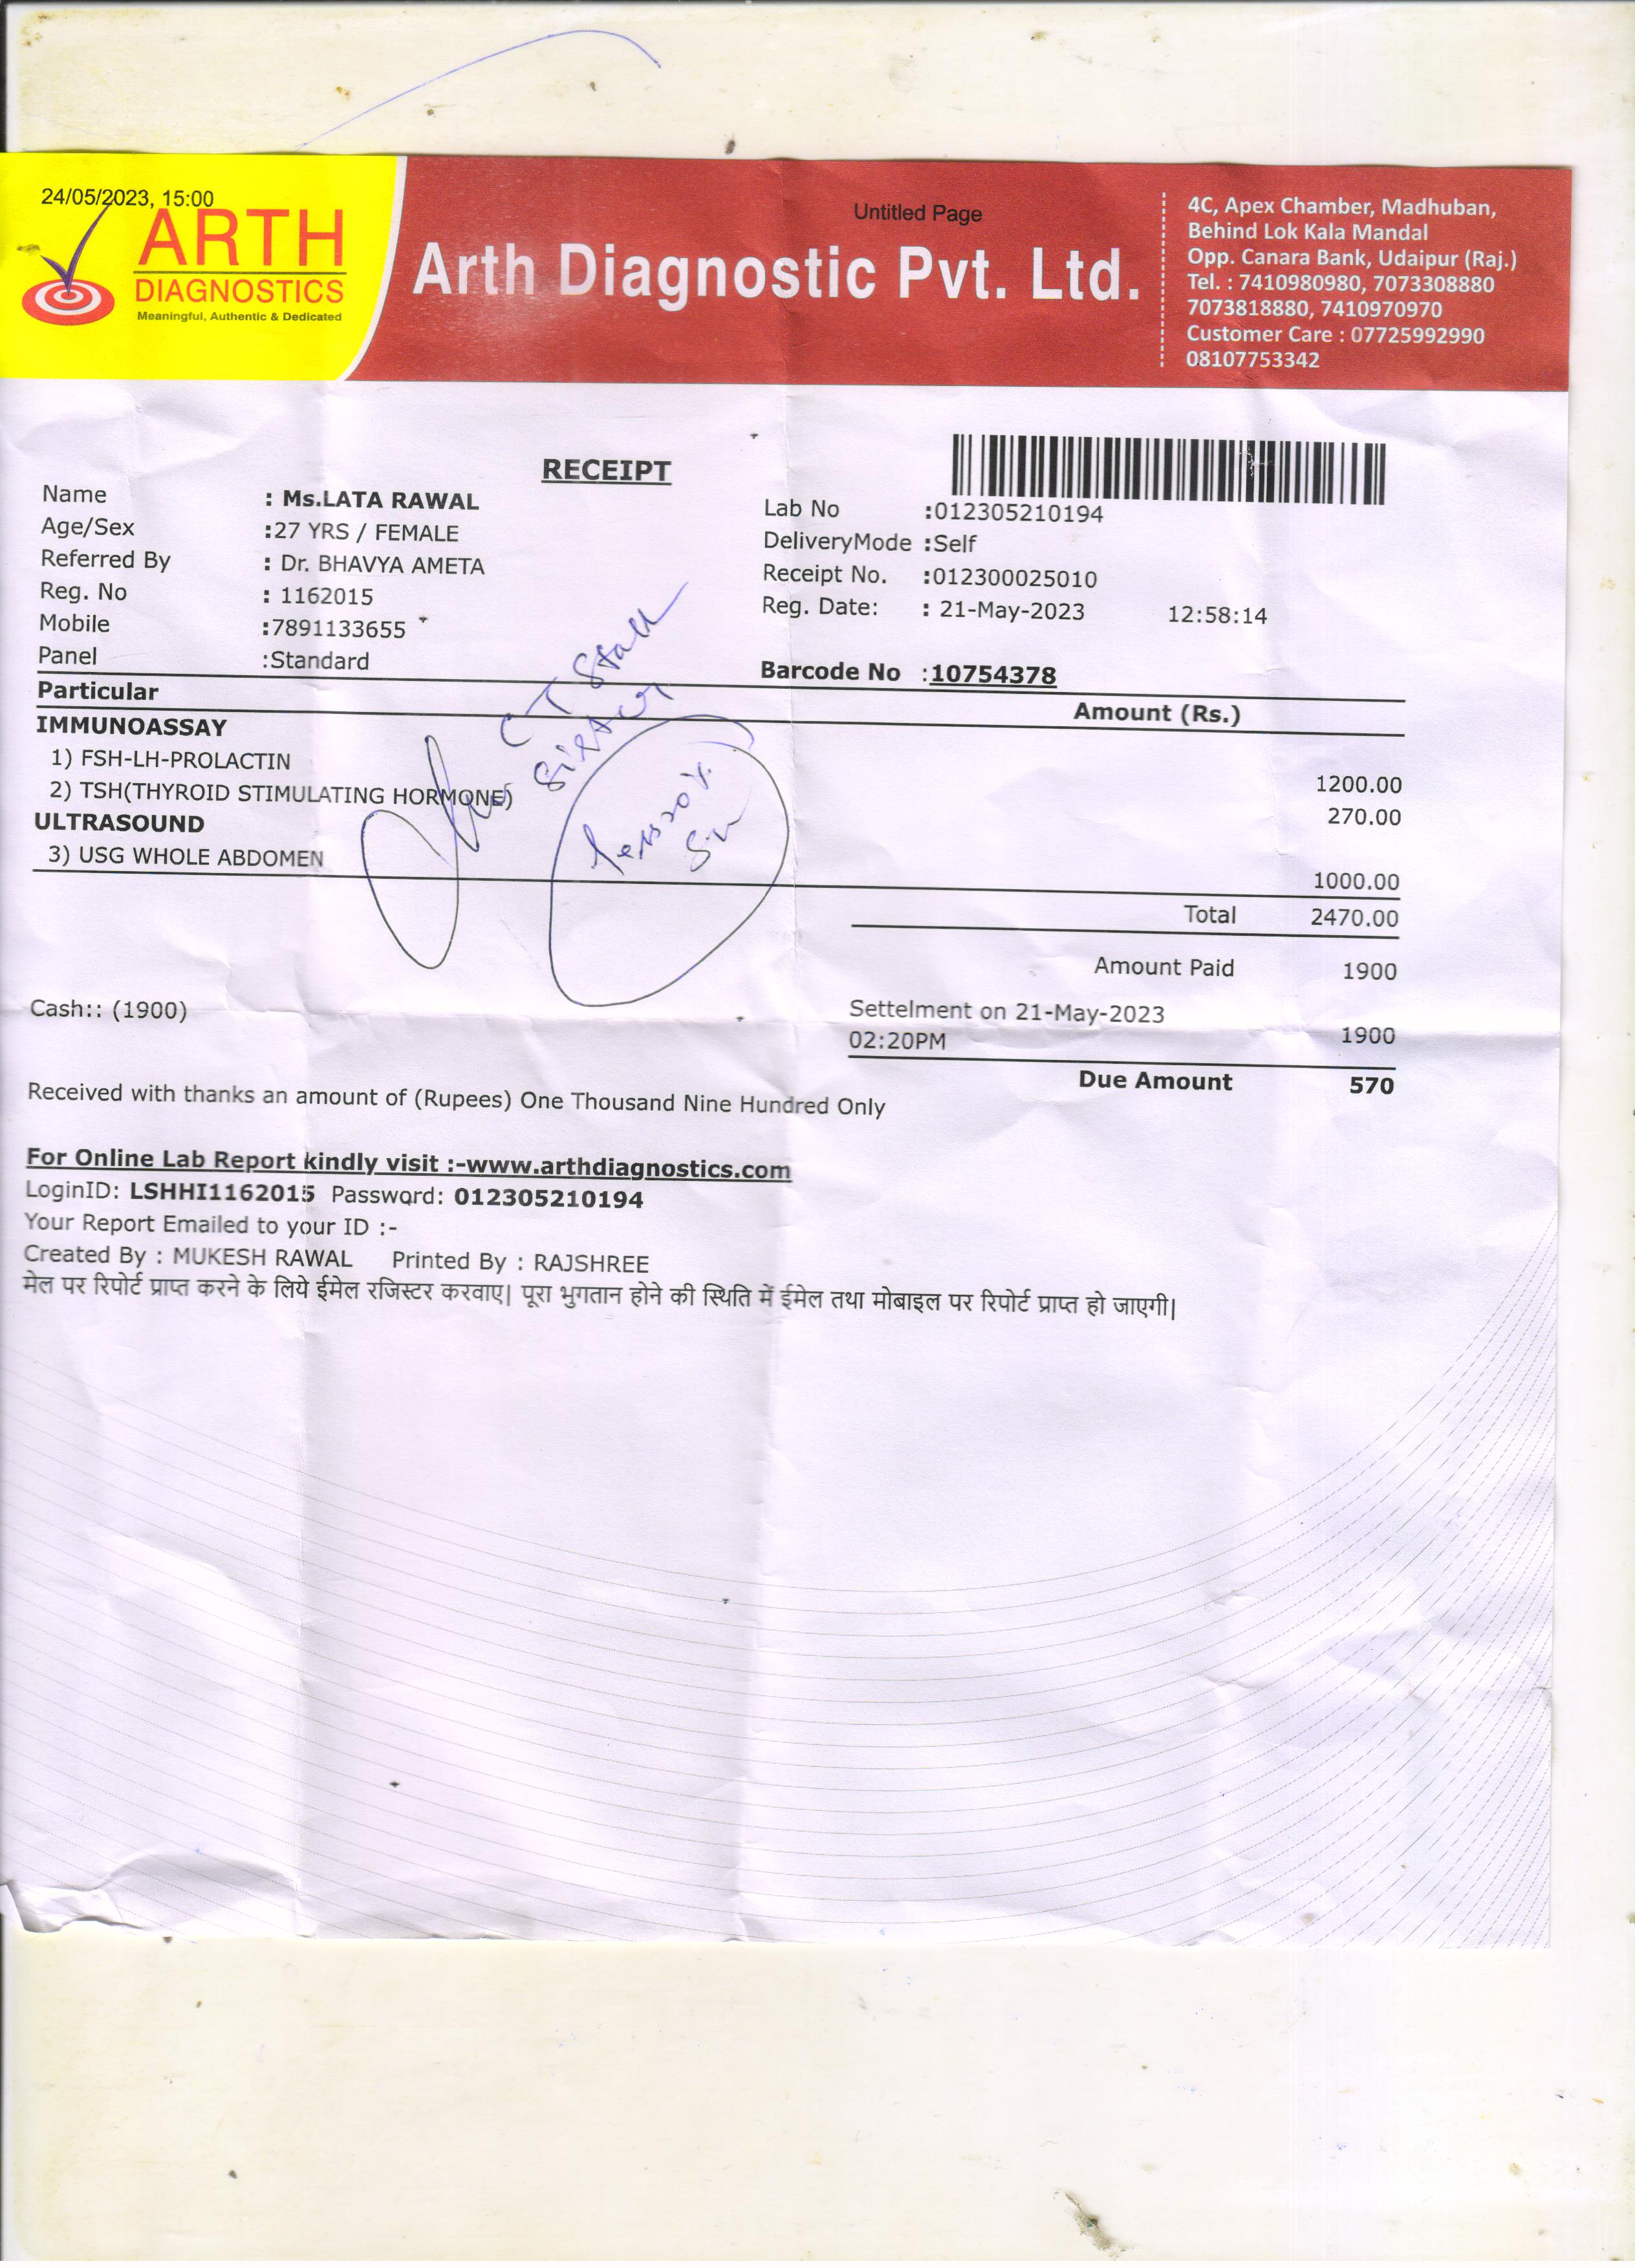 24/05/2023, 15:00
Untitled Page
ARTH
DIAGNOSTICS
Meaningful, Authentic & Dedicated
Arth Diagnostic Pvt. Ltd.
4C, Apex Chamber, Madhuban,
Behind Lok Kala Mandal
Opp. Canara Bank, Udaipur (Raj.)
Tel. : 7410980980, 7073308880
7073818880, 7410970970
Customer Care : 07725992990
08107753342
RECEIPT
Name : Ms.LATA RAWAL
Age/Sex :27 YRS / FEMALE
Referred By : Dr. BHAVYA AMETA
Reg. No : 1162015
Mobile :7891133655
Panel :Standard
Lab No :012305210194
DeliveryMode :Self
Receipt No. :012300025010
Reg. Date: : 21-May-2023 12:58:14
Barcode No :10754378
Particular Amount (Rs.)
IMMUNOASSAY
1) FSH-LH-PROLACTIN 1200.00
2) TSH(THYROID STIMULATING HORMONE) 270.00
ULTRASOUND
3) USG WHOLE ABDOMEN 1000.00
CT Staff
Total 2470.00
Amount Paid 1900
Cash:: (1900)
Settelment on 21-May-2023
02:20PM 1900
Due Amount 570
Received with thanks an amount of (Rupees) One Thousand Nine Hundred Only
For Online Lab Report kindly visit :-www.arthdiagnostics.com
LoginID: LSHHI1162015 Password: 012305210194
Your Report Emailed to your ID :-
Created By : MUKESH RAWAL Printed By : RAJSHREE
मेल पर रिपोर्ट प्राप्त करने के लिये ईमेल रजिस्टर करवाए| पूरा भुगतान होने की स्थिति में ईमेल तथा मोबाइल पर रिपोर्ट प्राप्त हो जाएगी|